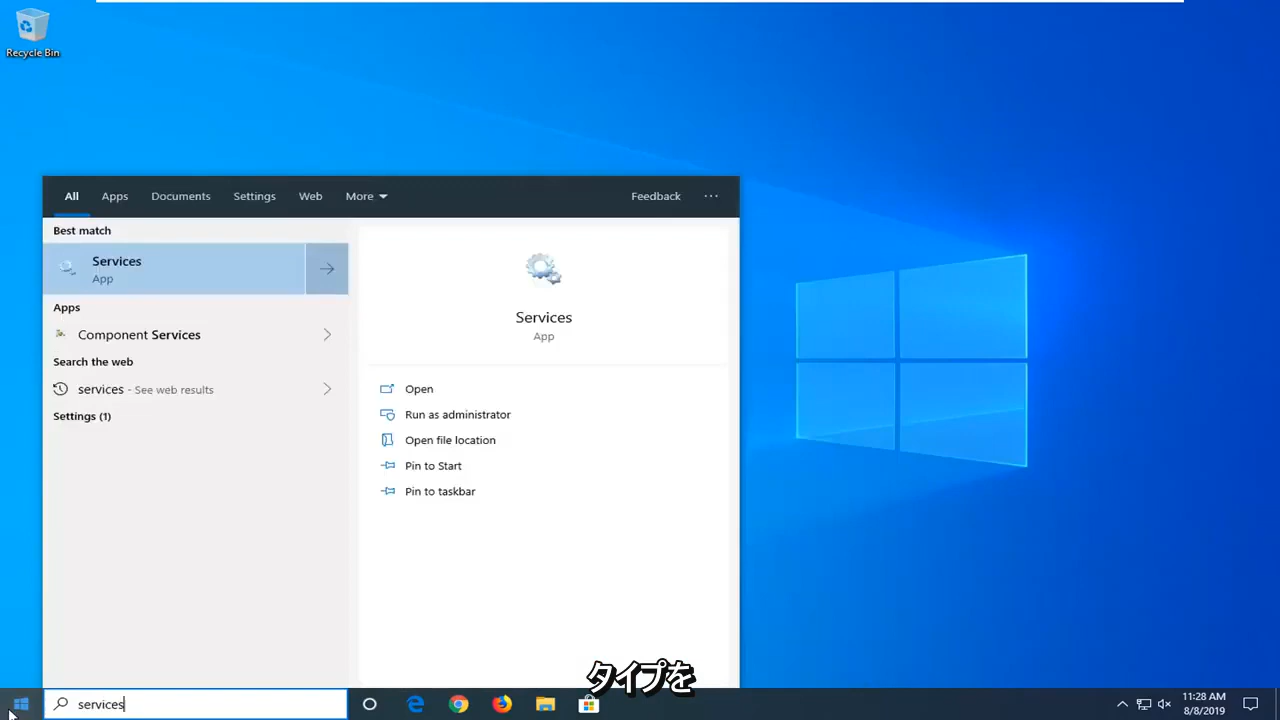 Recycle Bin
All
Apps
Documents
Settings
Web
More
Feedback
Best match
Services
App
Apps
Component Services
Search the web
services - See web results
Settings (1)
Services
App
Open
Run as administrator
Open file location
Pin to Start
Pin to taskbar
タイプを
services
11:28 AM
8/8/2019